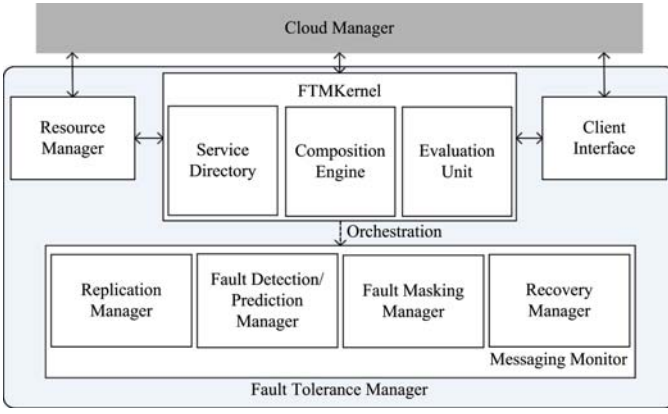 Cloud Manager
FTMKernel
Resource
Manager
Service
Directory
Composition
Engine
Evaluation
Unit
Client
Interface
Orchestration
Replication
Manager
Fault Detection/
Prediction
Manager
Fault Masking
Manager
Recovery
Manager
Messaging Monitor
Fault Tolerance Manager